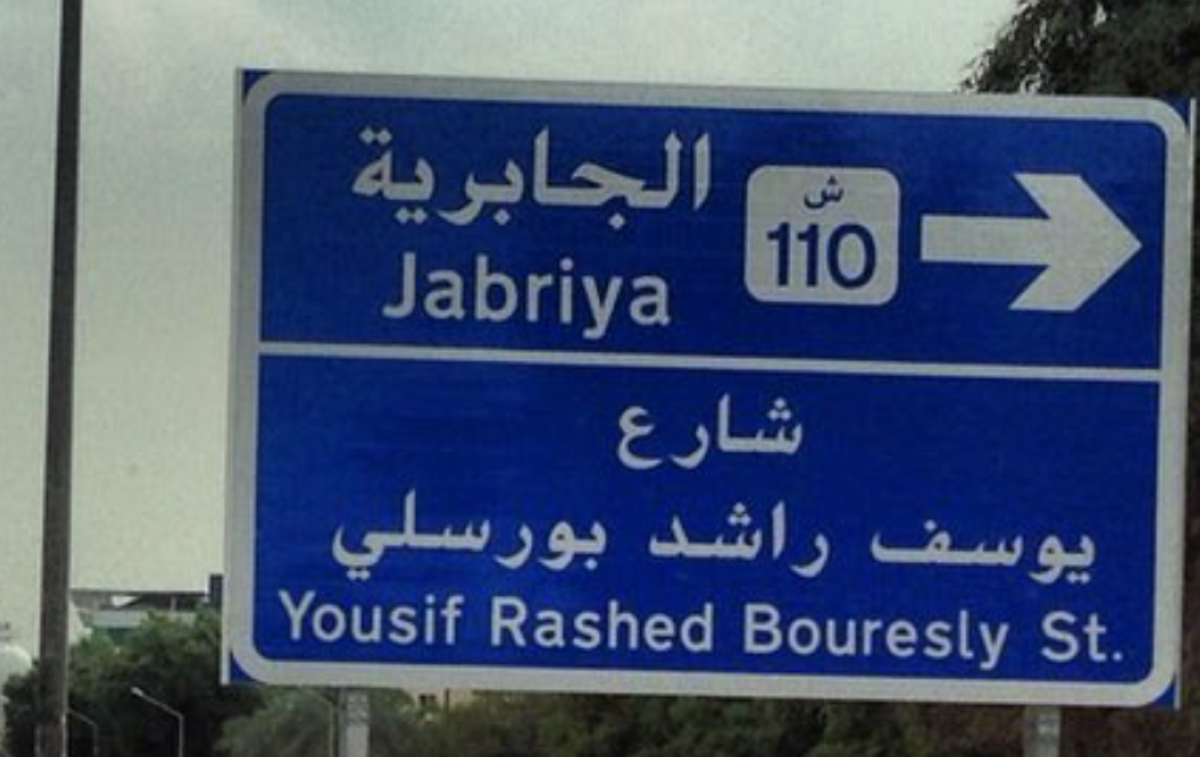 الجابرية
Jabriya
ش
110
شارع
يوسف راشد بورسلي
Yousif Rashed Bouresly St.